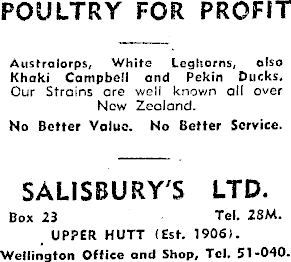 POULTRY FOR PROFIT
Australorps, White Leghorns, also
Khaki Campbell and Pekin Ducks.
Our Strains are well known all over
New Zealand.
No Better Value. No Better Service.
SALISBURY'S LTD.
Box 23 Tel. 28M.
UPPER HUTT (Est. 1906).
Wellington Office and Shop, Tel. 51-040.